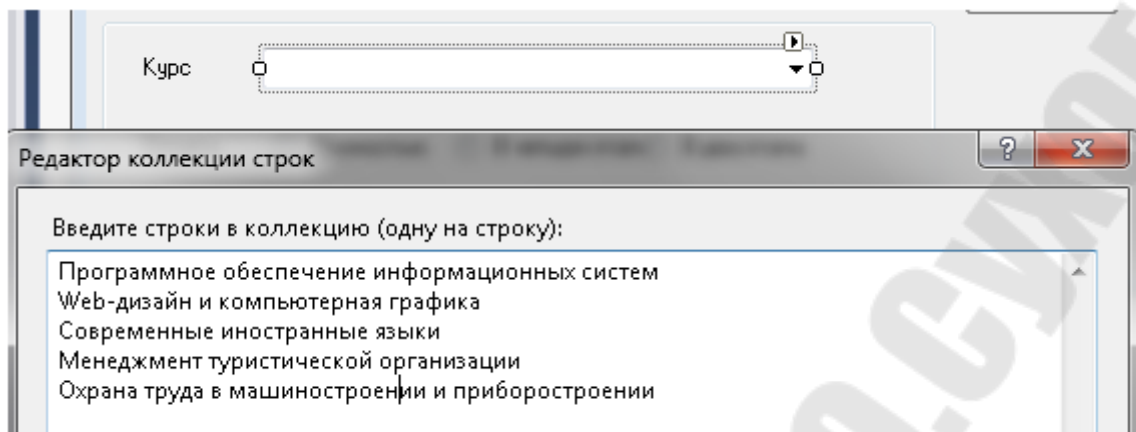 Курс
Редактор коллекции строк
Введите строки в коллекцию (одну на строку):
Программное обеспечение информационных систем
Web-дизайн и компьютерная графика
Современные иностранные языки
Менеджмент туристической организации
Охрана труда в машиностроении и приборостроении